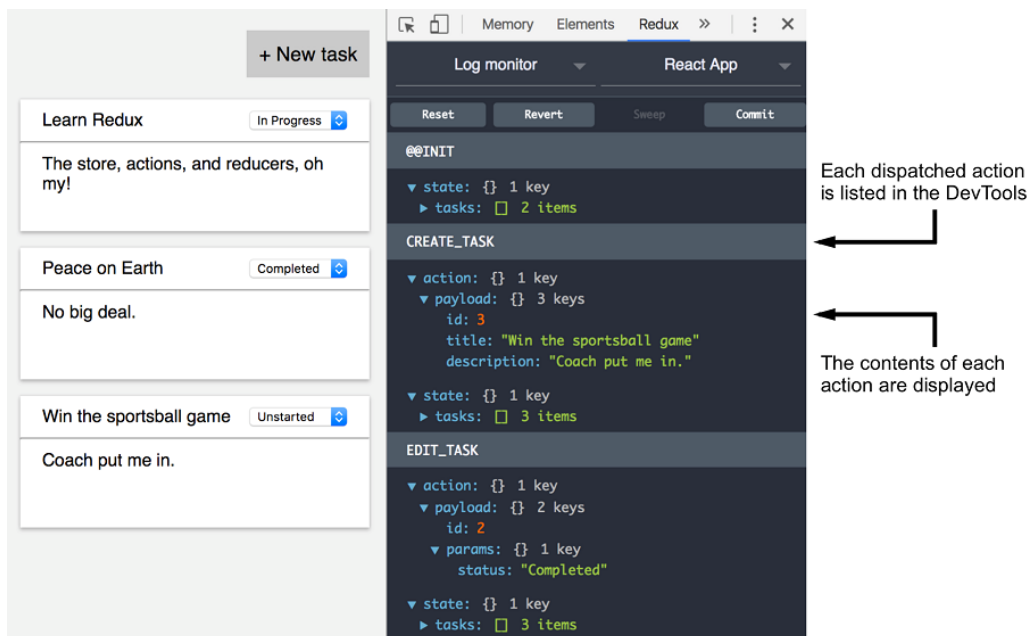 + New task
Learn Redux
In Progress
The store, actions, and reducers, oh
my!
Peace on Earth
Completed
No big deal.
Win the sportsball game
Unstarted
Coach put me in.
Memory Elements Redux »
Log monitor
React App
Reset Revert Sweep Commit
@@INIT
▼ state: {} 1 key
▶ tasks: [] 2 items
CREATE_TASK
▼ action: {} 1 key
▼ payload: {} 3 keys
id: 3
title: "Win the sportsball game"
description: "Coach put me in."
▼ state: {} 1 key
▶ tasks: [] 3 items
EDIT_TASK
▼ action: {} 1 key
▼ payload: {} 2 keys
id: 2
▼ params: {} 1 key
status: "Completed"
▼ state: {} 1 key
▶ tasks: [] 3 items
Each dispatched action
is listed in the DevTools
The contents of each
action are displayed